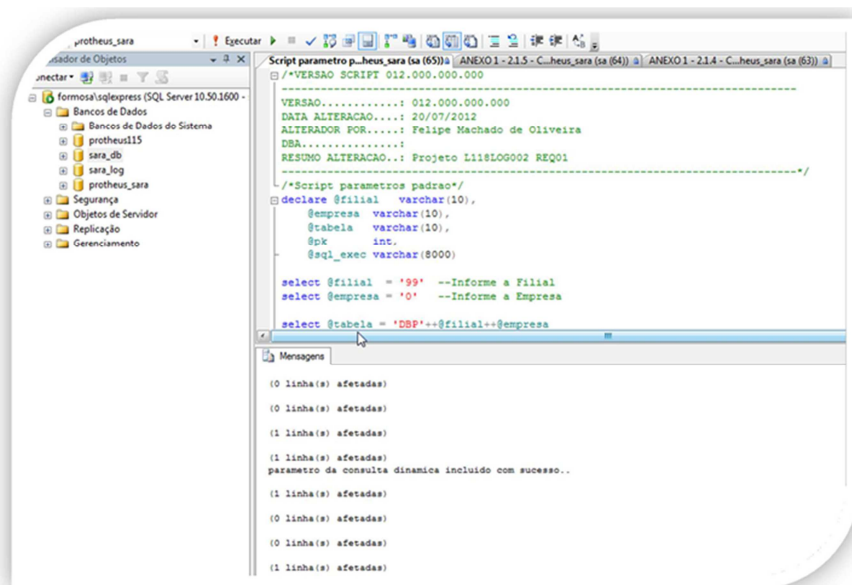 protheus_sara
Executar
Script parametro p...heus_sara (sa (65))
ANEXO 1 - 2.1.5 - C...heus_sara (sa (64))
ANEXO 1 - 2.1.4 - C...heus_sara (sa (63))
de Objetos
formosa\sqlexpress (SQL Server 10.50.1600 -
Bancos de Dados
Bancos de Dados do Sistema
protheus115
sara_db
sara_log
protheus_sara
Segurança
Objetos de Servidor
Replicação
Gerenciamento
/*VERSAO SCRIPT 012.000.000.000
VERSAO............: 012.000.000.000
DATA ALTERACAO....: 20/07/2012
ALTERADOR POR.....: Felipe Machado de Oliveira
DBA...............:
RESUMO ALTERACAO..: Projeto L118LOG002 REQ01
*/
/*Script parametros padrao*/
declare @filial varchar(10),
@empresa varchar(10),
@tabela varchar(10),
@pk int,
@sql_exec varchar(8000)
select @filial = '99' --Informe a Filial
select @empresa = '0' --Informe a Empresa
select @tabela = 'DBP'++@filial++@empresa
Mensagens
(0 linha(s) afetadas)
(0 linha(s) afetadas)
(1 linha(s) afetadas)
(1 linha(s) afetadas)
parametro da consulta dinamica incluido com sucesso..
(1 linha(s) afetadas)
(0 linha(s) afetadas)
(0 linha(s) afetadas)
(1 linha(s) afetadas)